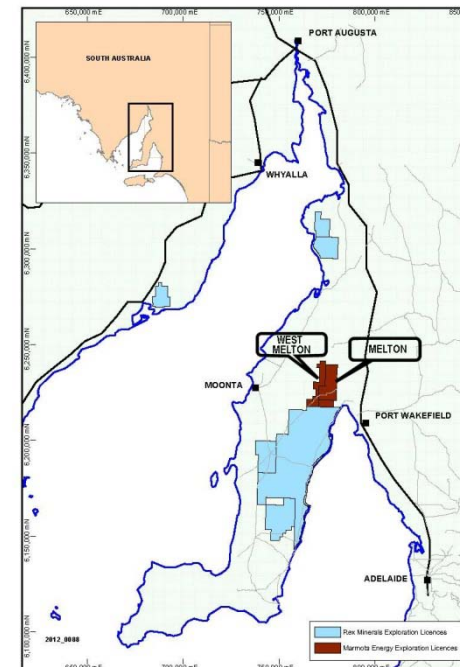 650,000 mE
700,000 mE
750,000 mE
800,000 mE
850
PORT AUGUSTA
SOUTH AUSTRALIA
6,400,000 mN
6,350,000 mN
WHYALLA
6,300,000 mN
WEST
MELTON
MELTON
6,250,000 mN
MOONTA
PORT WAKEFIELD
6,200,000 mN
6,150,000 mN
ADELAIDE
Rex Minerals Exploration Licences
Marmota Energy Exploration Licences
2012_0088
6,100,000 mN